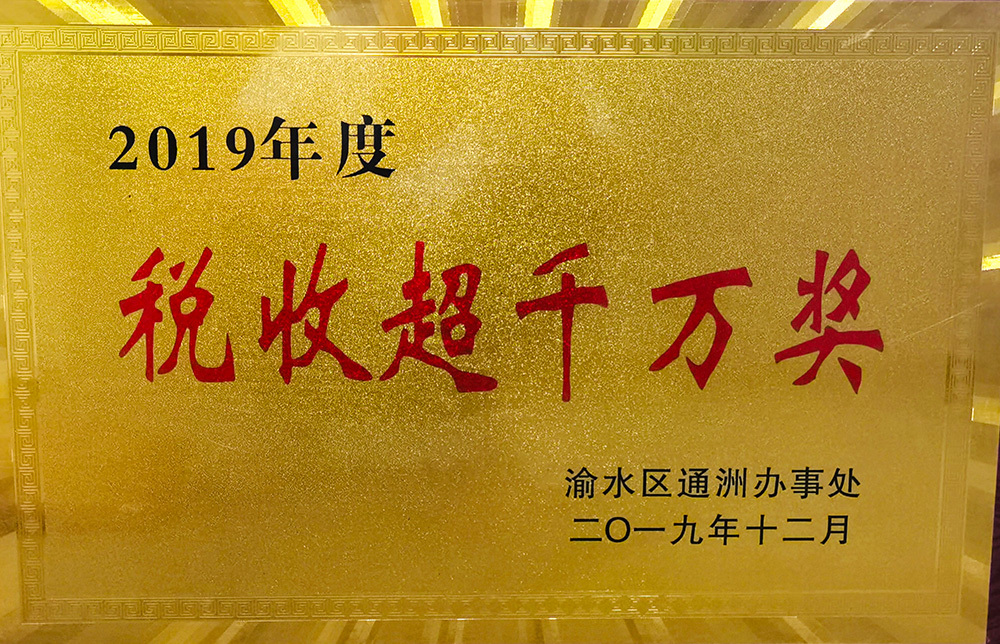 2019年度
税收超千万奖
渝水区通洲办事处
二〇一九年十二月